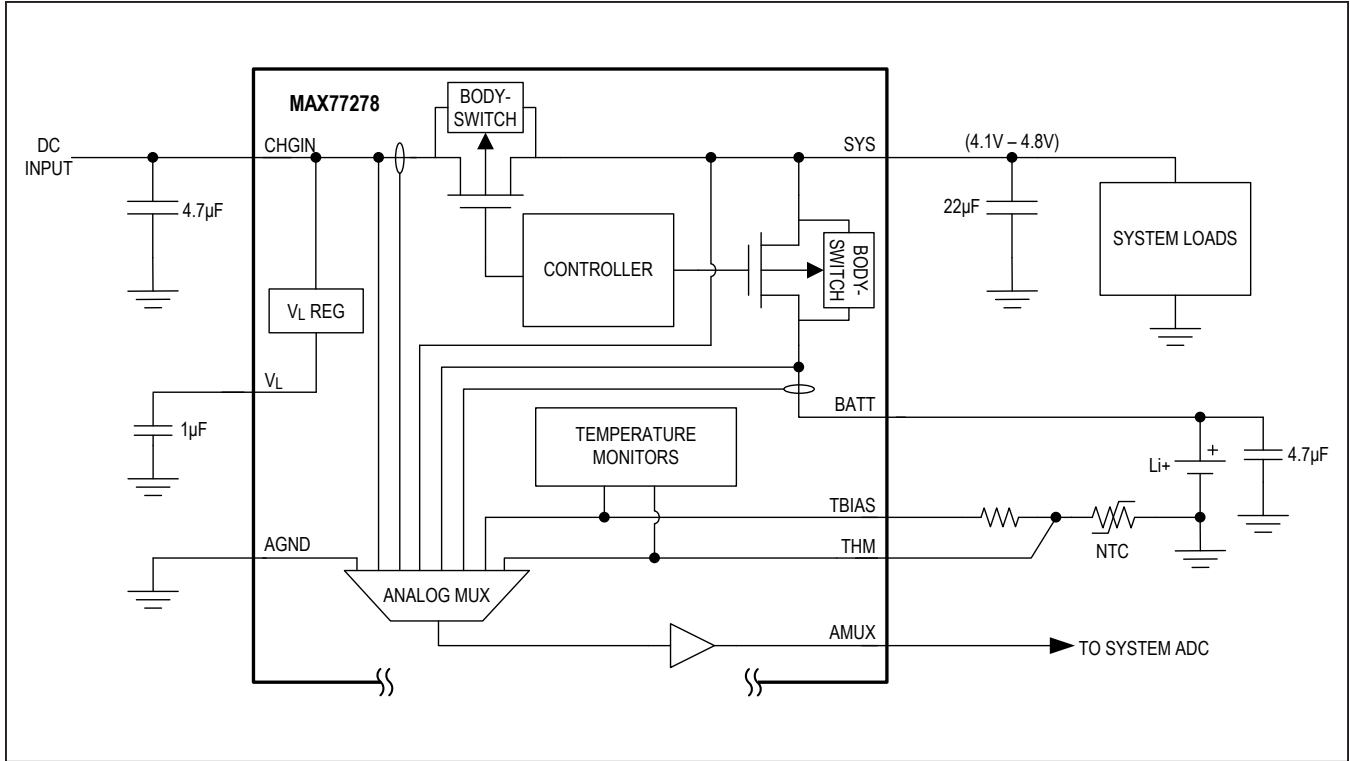 MAX77278
BODY-
SWITCH
DC
INPUT
CHGIN
SYS
(4.1V – 4.8V)
4.7µF
22µF
SYSTEM LOADS
CONTROLLER
BODY-
SWITCH
VL REG
VL
1µF
BATT
TEMPERATURE
MONITORS
Li+
+
4.7µF
TBIAS
NTC
AGND
THM
ANALOG MUX
AMUX
TO SYSTEM ADC